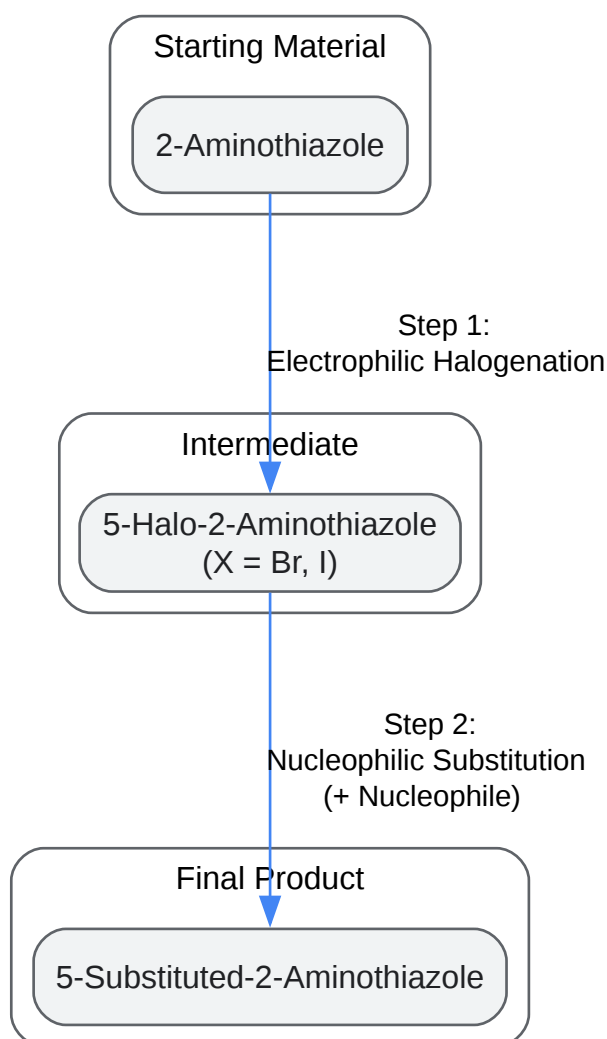 Starting Material
2-Aminothiazole
Step 1:
Electrophilic Halogenation
Intermediate
5-Halo-2-Aminothiazole
(X = Br, I)
Step 2:
Nucleophilic Substitution
(+ Nucleophile)
Final Product
5-Substituted-2-Aminothiazole